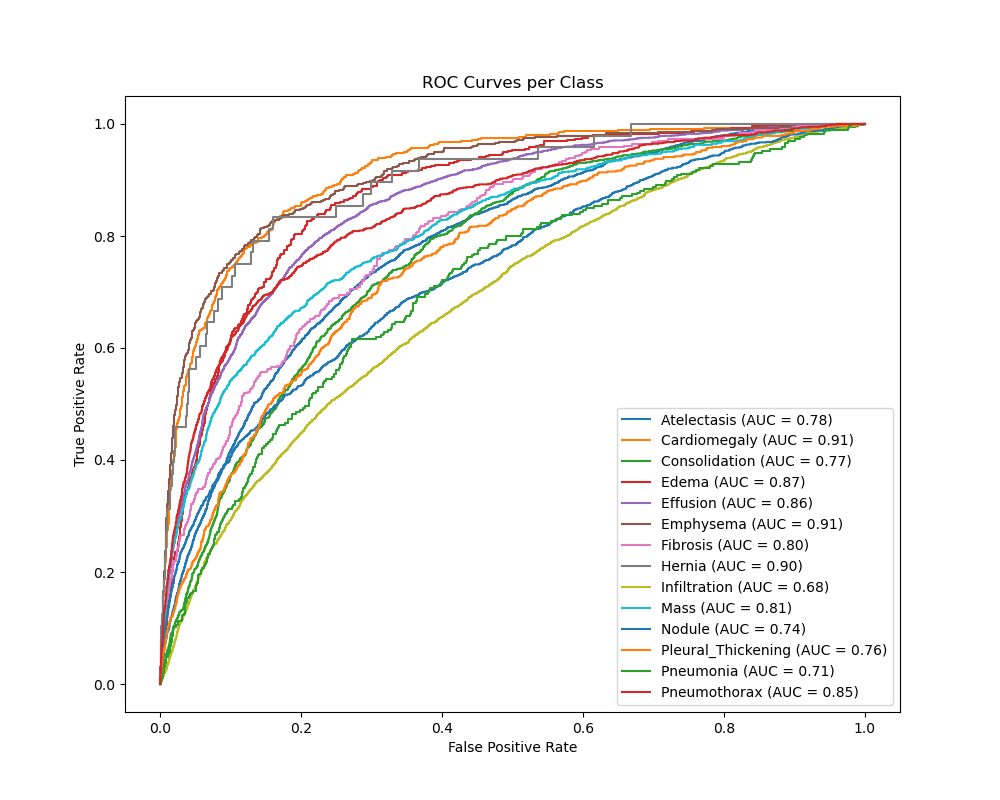 ROC Curves per Class
True Positive Rate
1.0
0.8
0.6
0.4
0.2
0.0
Atelectasis (AUC = 0.78)
Cardiomegaly (AUC = 0.91)
Consolidation (AUC = 0.77)
Edema (AUC = 0.87)
Effusion (AUC = 0.86)
Emphysema (AUC = 0.91)
Fibrosis (AUC = 0.80)
Hernia (AUC = 0.90)
Infiltration (AUC = 0.68)
Mass (AUC = 0.81)
Nodule (AUC = 0.74)
Pleural_Thickening (AUC = 0.76)
Pneumonia (AUC = 0.71)
Pneumothorax (AUC = 0.85)
0.0 0.2 0.4 0.6 0.8 1.0
False Positive Rate